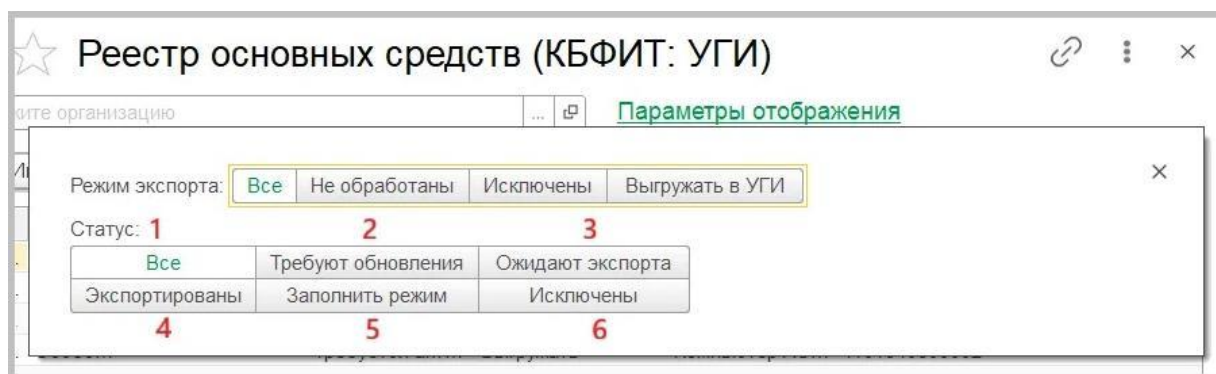 Реестр основных средств (КБФИТ: УГИ)
организацию ... Параметры отображения
Режим экспорта: Все Не обработаны Исключены Выгружать в УГИ
Статус: 1 2 3
Все Требуют обновления Ожидают экспорта
Экспортированы Заполнить режим Исключены
4 5 6